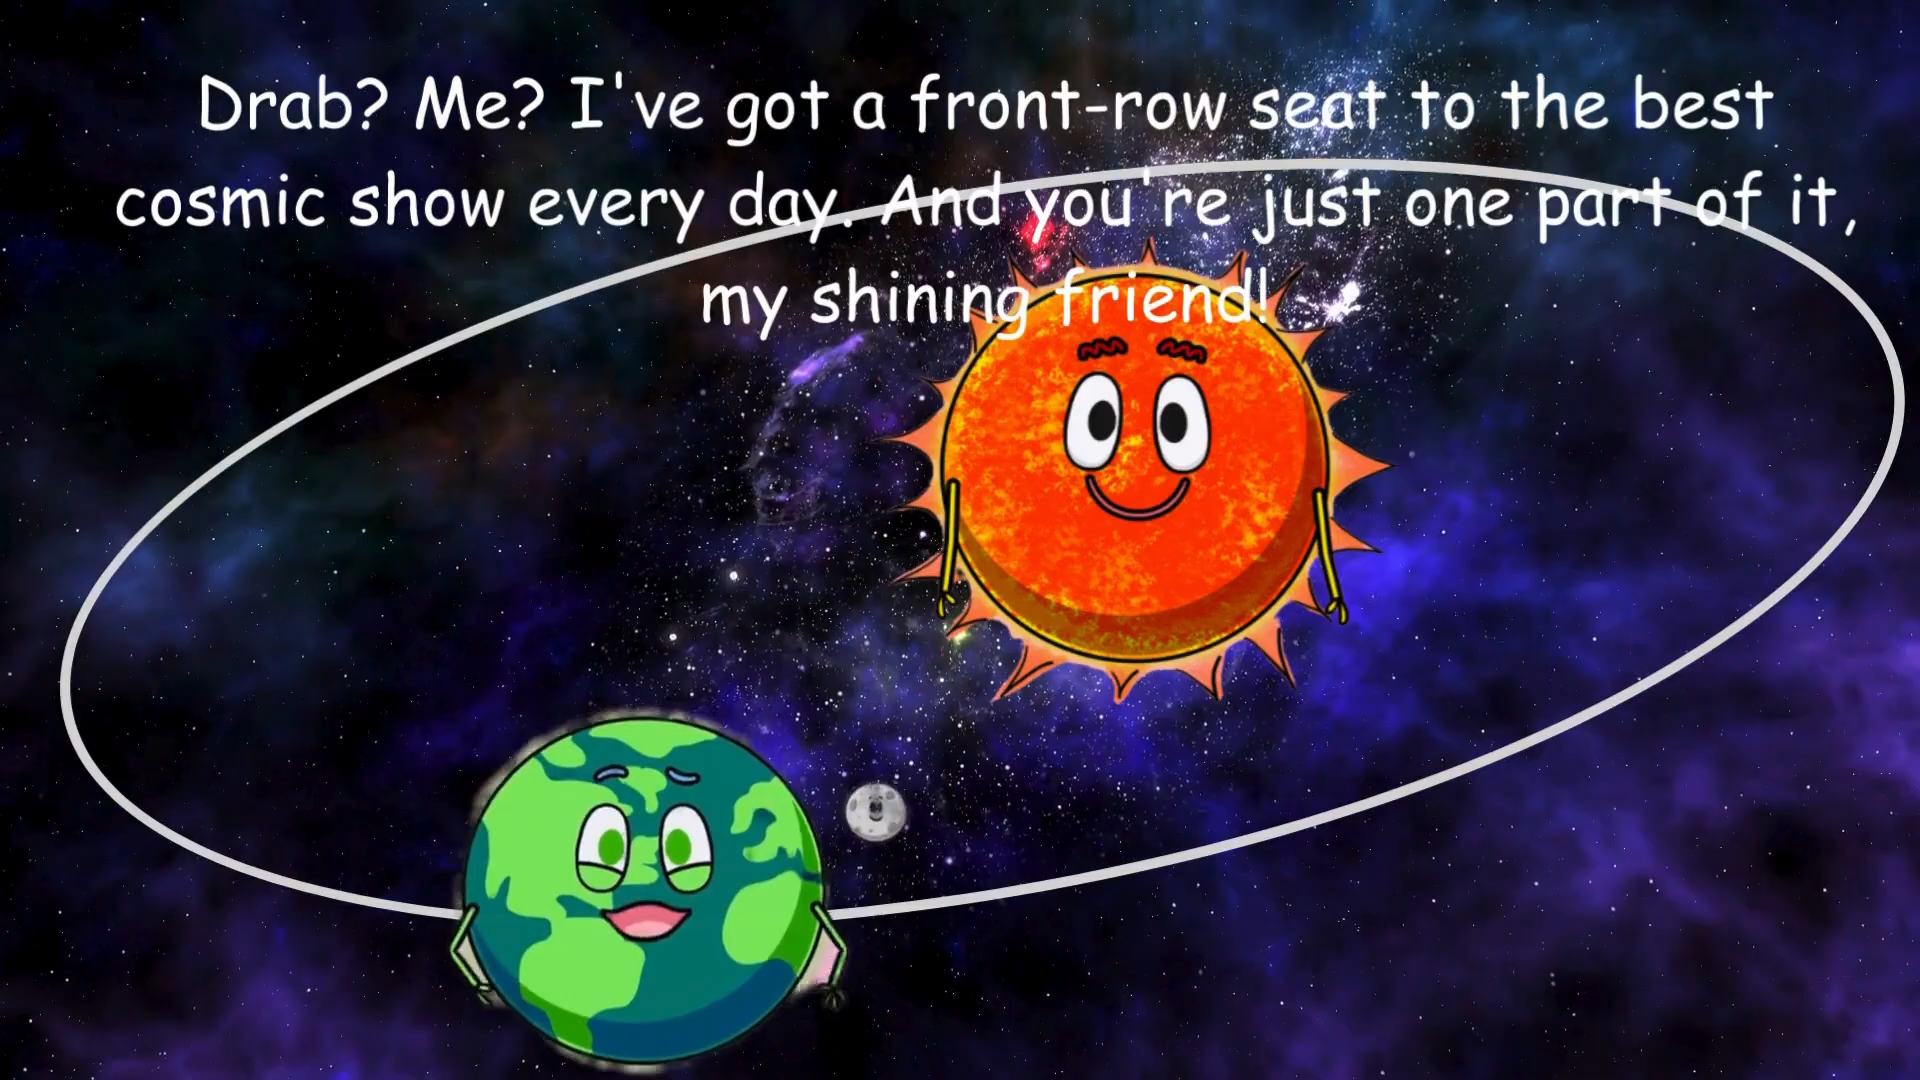 Drab? Me? I've got a front-row seat to the best
cosmic show every day. And you're just one part of it,
my shining friend!